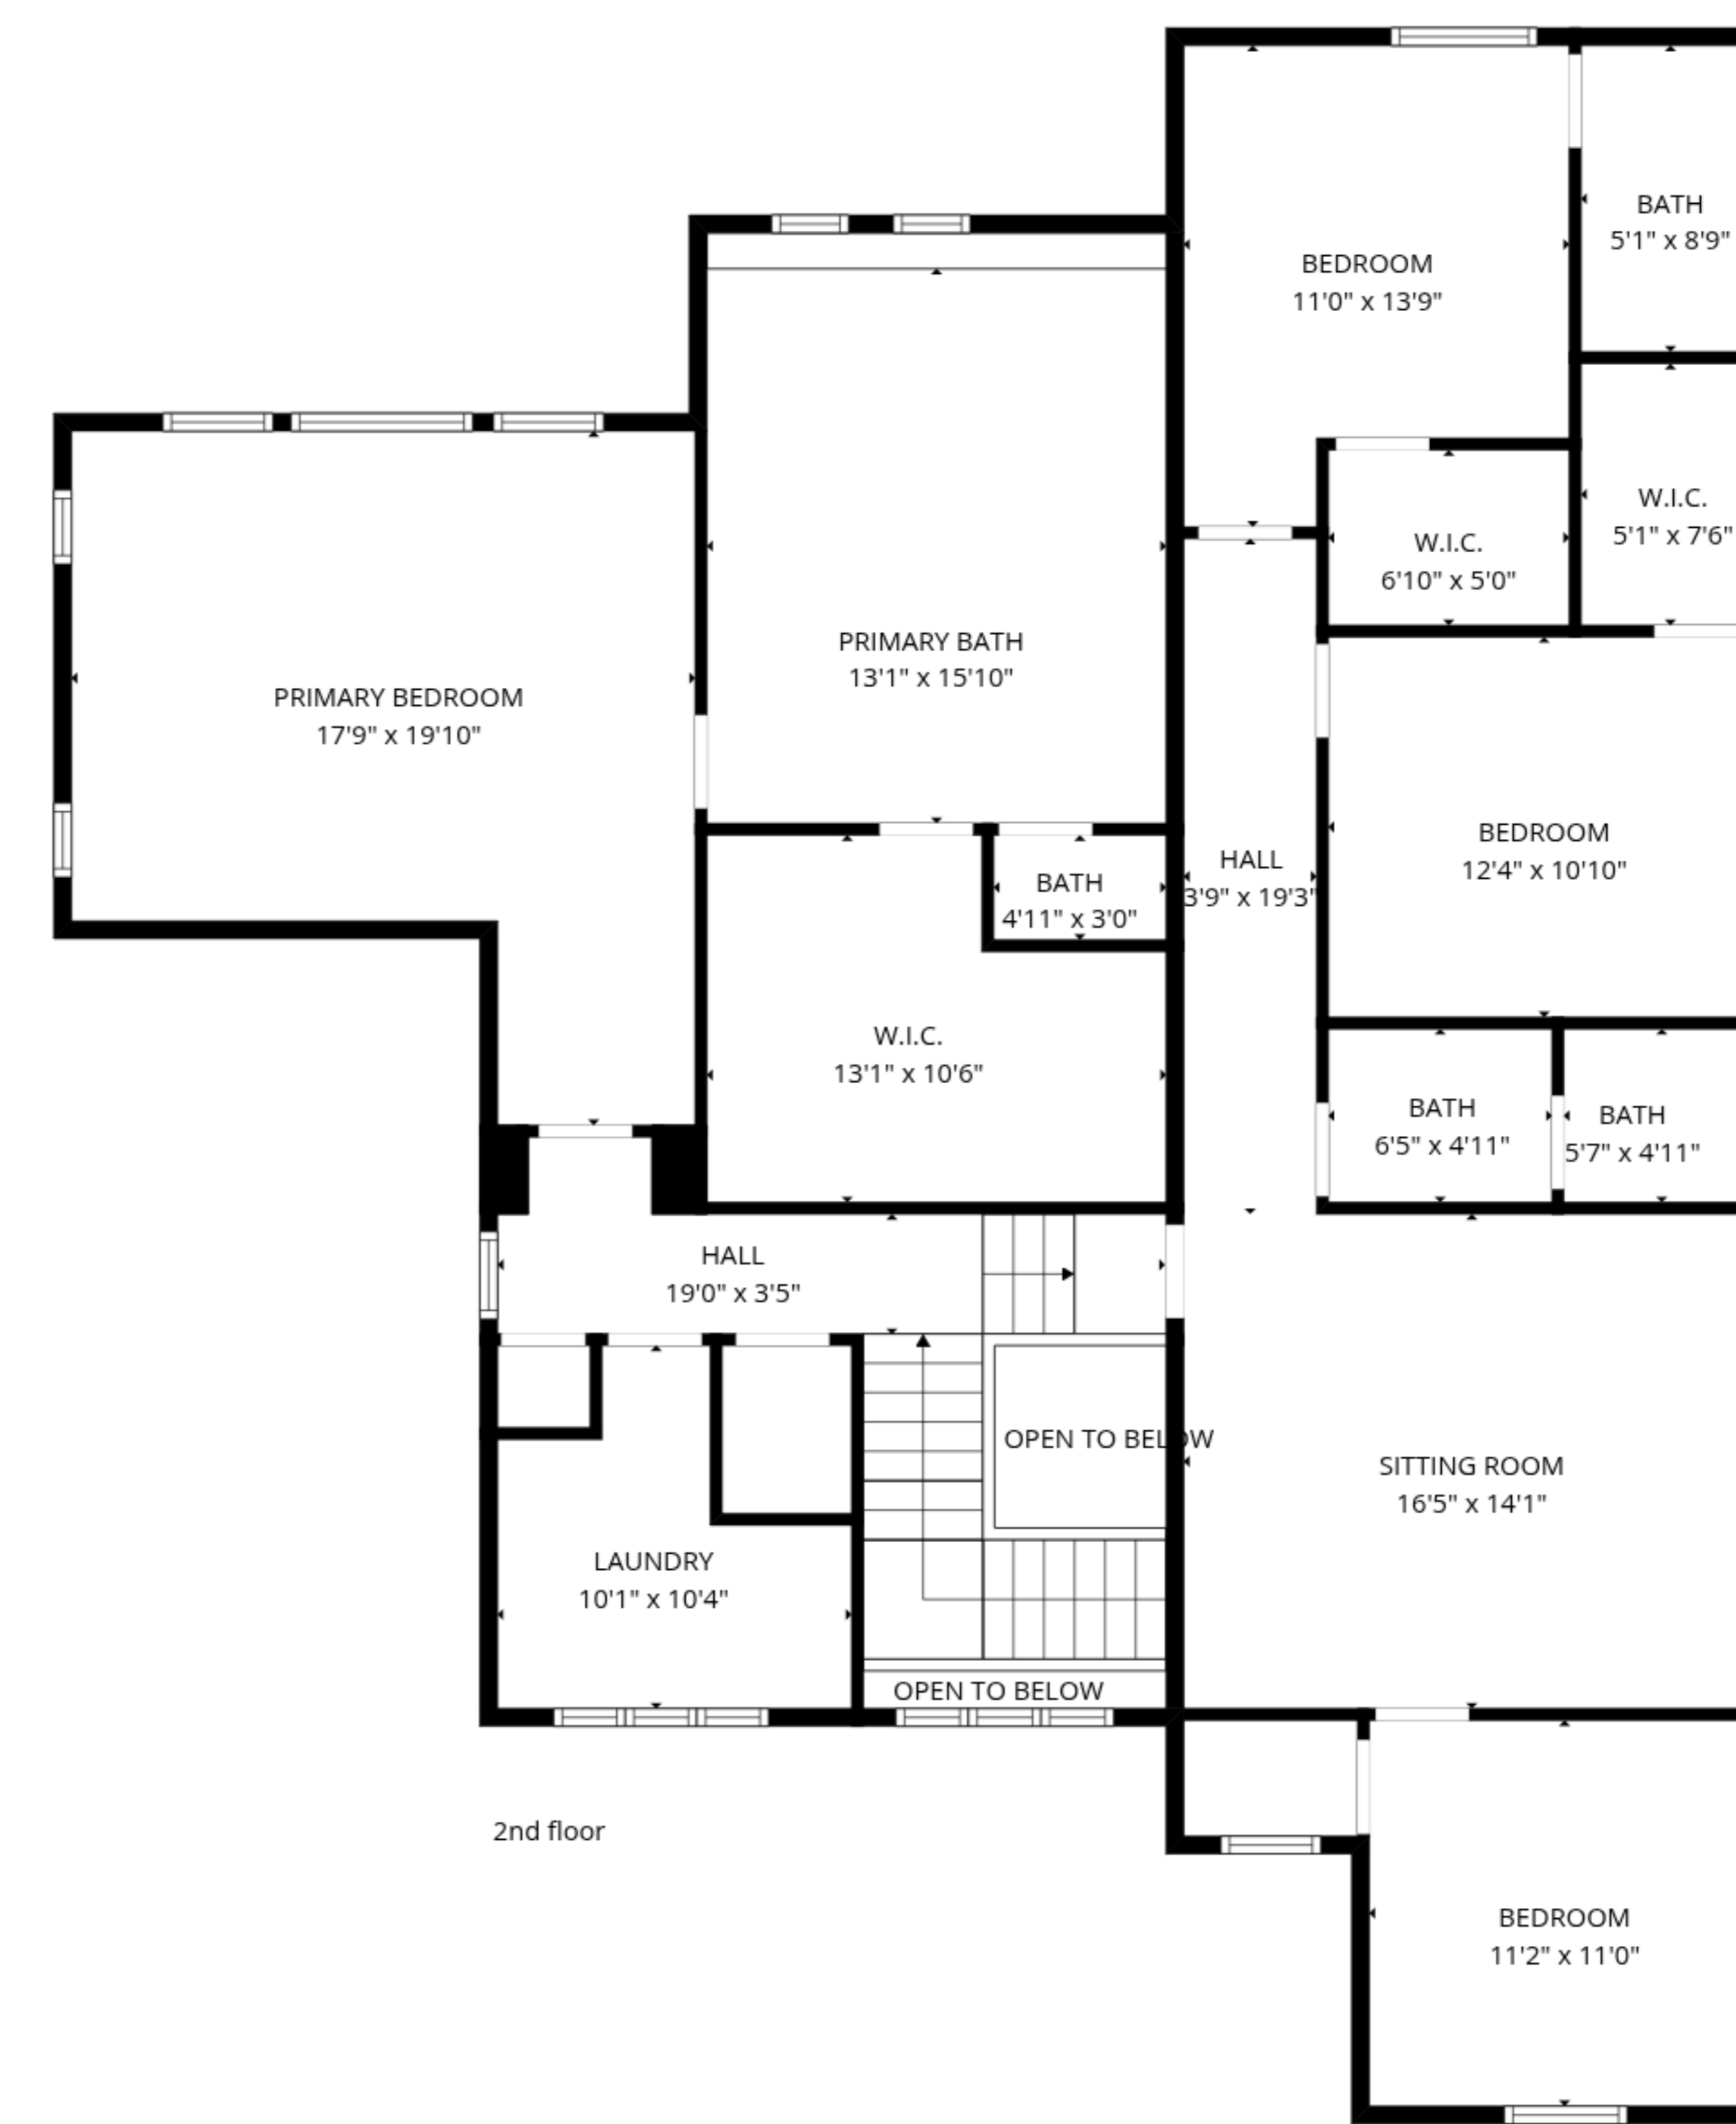 BATH
5'1" x 8'9"
BEDROOM
11'0" x 13'9"
W.I.C.
5'1" x 7'6"
W.I.C.
6'10" x 5'0"
PRIMARY BATH
13'1" x 15'10"
PRIMARY BEDROOM
17'9" x 19'10"
BEDROOM
12'4" x 10'10"
HALL
3'9" x 19'3"
BATH
4'11" x 3'0"
W.I.C.
13'1" x 10'6"
BATH
6'5" x 4'11"
BATH
5'7" x 4'11"
HALL
19'0" x 3'5"
OPEN TO BELOW
SITTING ROOM
16'5" x 14'1"
LAUNDRY
10'1" x 10'4"
OPEN TO BELOW
2nd floor
BEDROOM
11'2" x 11'0"